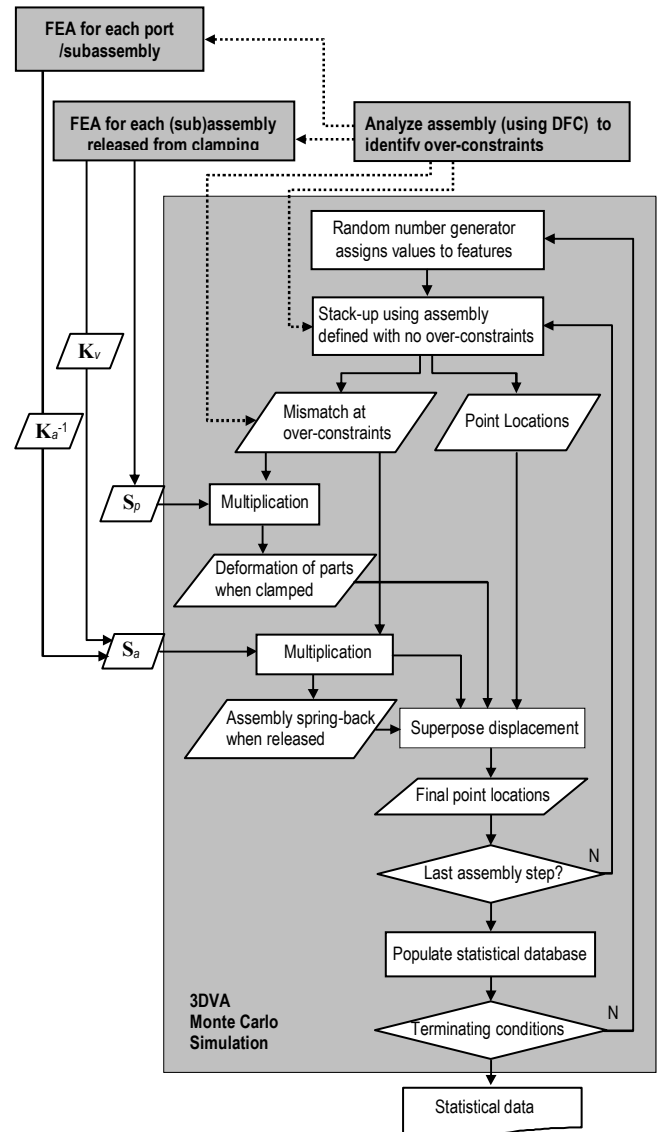 FEA for each port
/subassembly
FEA for each (sub)assembly
released from clamping
Analyze assembly (using DFC) to
identify over-constraints
Random number generator
assigns values to features
Stack-up using assembly
defined with no over-constraints
Kv
Mismatch at
over-constraints
Point Locations
Ka-1
Sp
Multiplication
Deformation of parts
when clamped
Sa
Multiplication
Assembly spring-back
when released
Superpose displacement
Final point locations
N
Last assembly step?
Populate statistical database
3DVA
Monte Carlo
Simulation
N
Terminating conditions
Statistical data